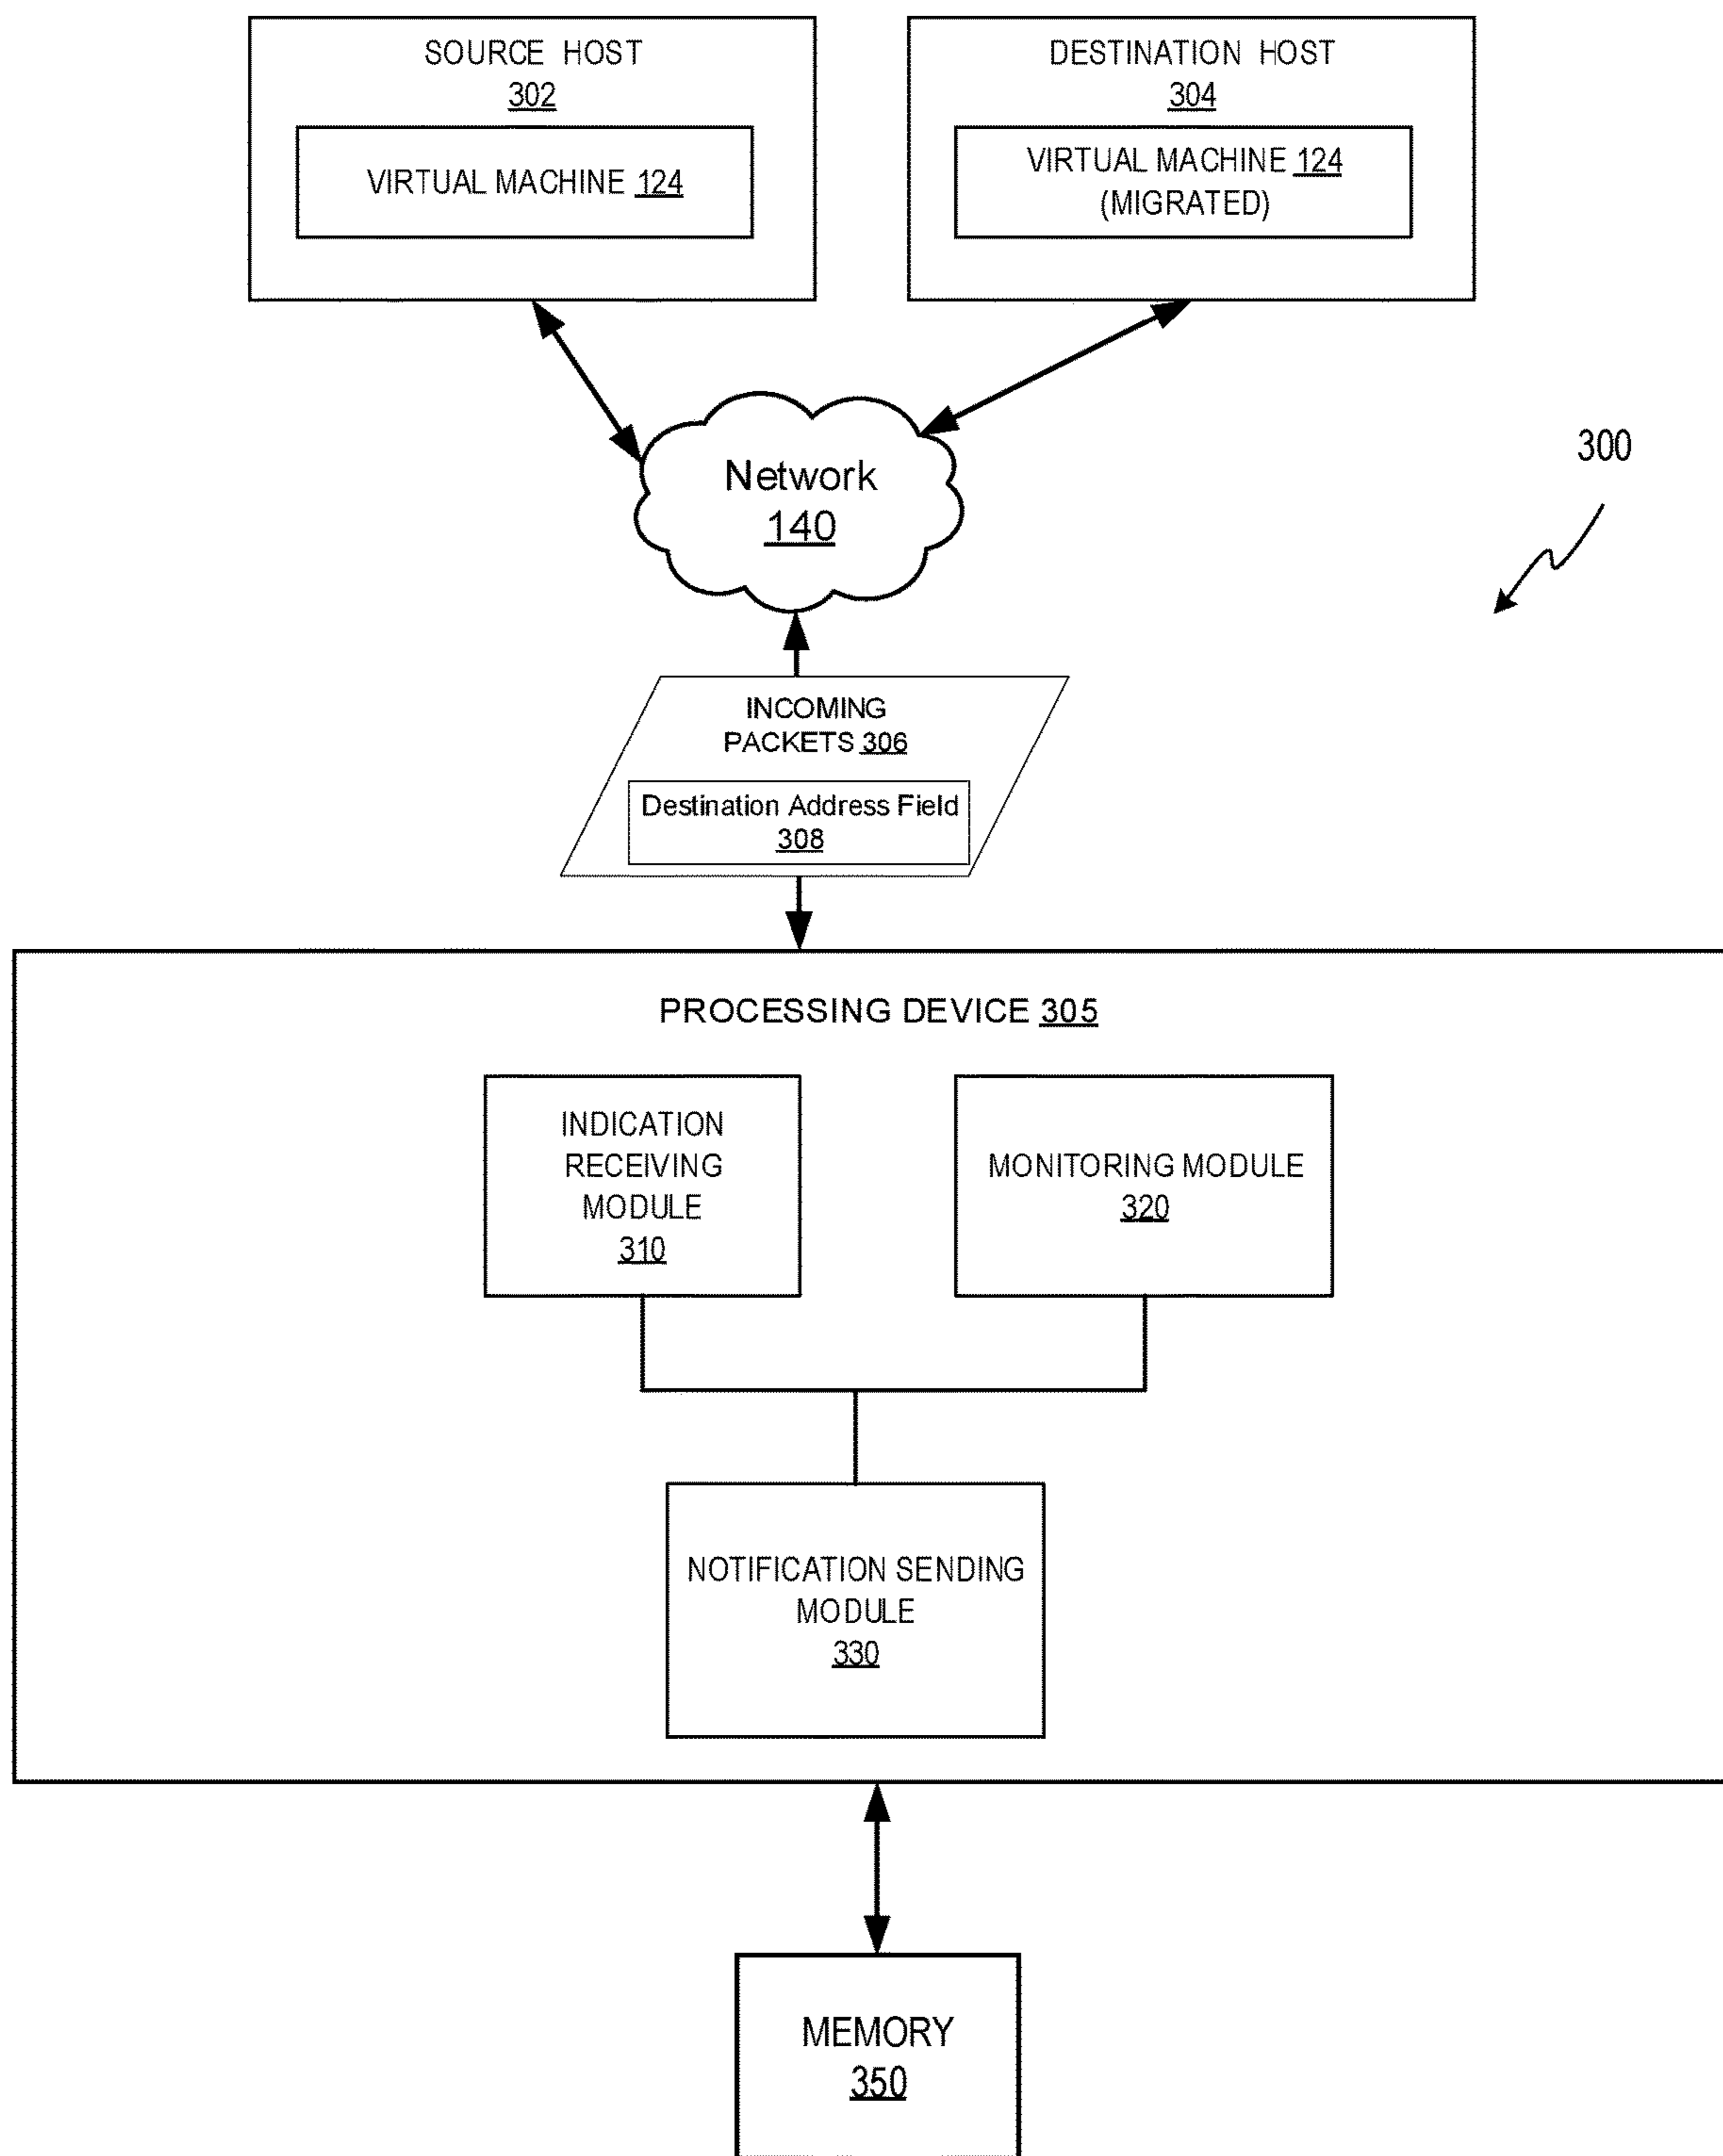 SOURCE HOST
302
VIRTUAL MACHINE 124
DESTINATION HOST
304
VIRTUAL MACHINE 124
(MIGRATED)
Network
140
300
INCOMING
PACKETS 306
Destination Address Field
308
PROCESSING DEVICE 305
INDICATION
RECEIVING
MODULE
310
MONITORING MODULE
320
NOTIFICATION SENDING
MODULE
330
MEMORY
350